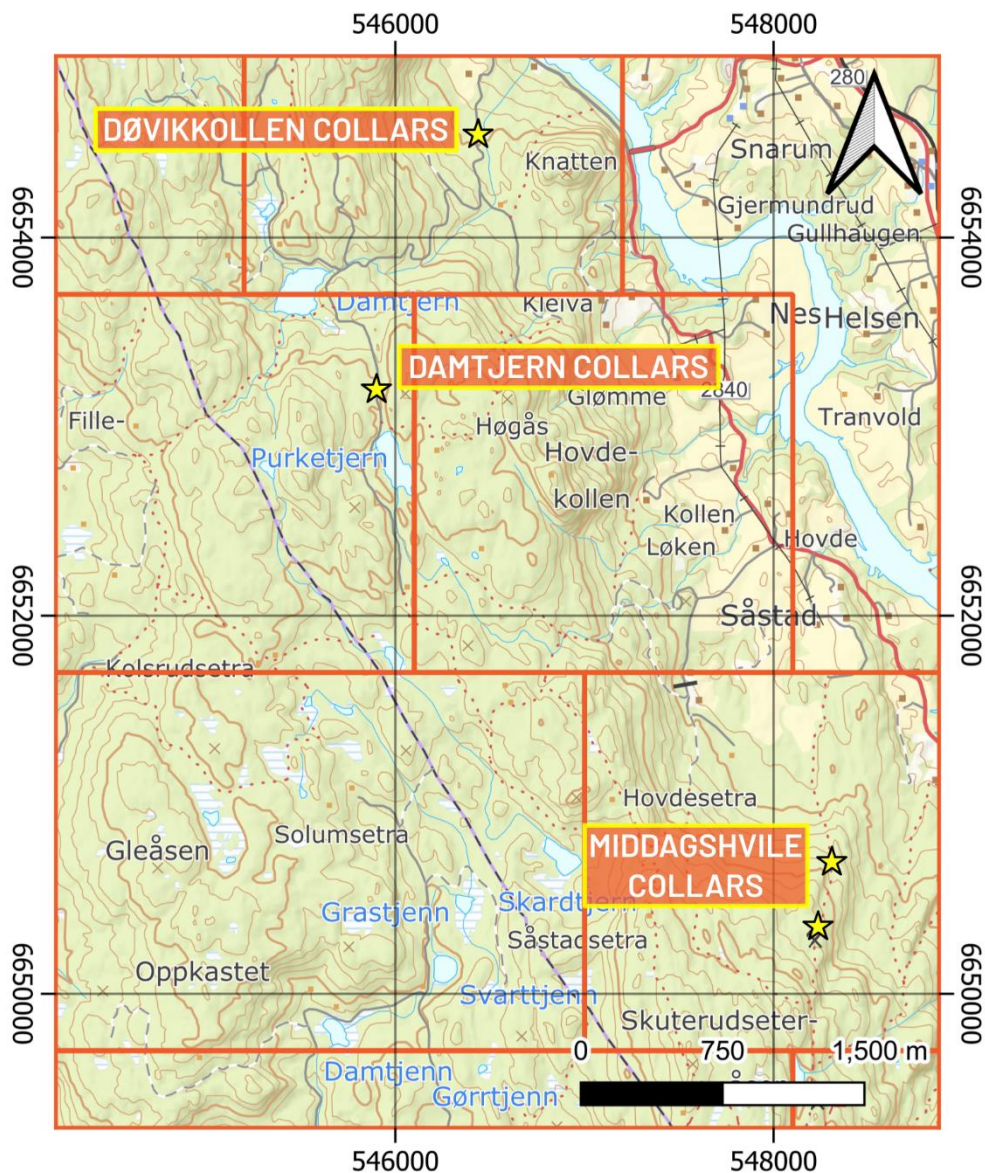 546000
548000
280
DØVIKKOLLEN COLLARS
Snarum
Knatten
Gjermundrud
6654000
Gullhaugen
6654000
Damtjern
Kleiva
Nes
Helsen
DAMTJERN COLLARS
2840
Glømme
Fille-
Høgås
Tranvold
Purketjern
Hovde-
kollen
Kollen
Løken
Hovde
6652000
Såstad
6652000
Kolsrudsetra
Hovdesetra
Solumsetra
Gleåsen
MIDDAGSHVILE
COLLARS
Grastjenn
Skardtjern
Såstadsetra
Oppkastet
6650000
Svarttjenn
6650000
Skuterudseter-
0
750
1,500 m
Damtjenn
Gørrtjenn
546000
548000